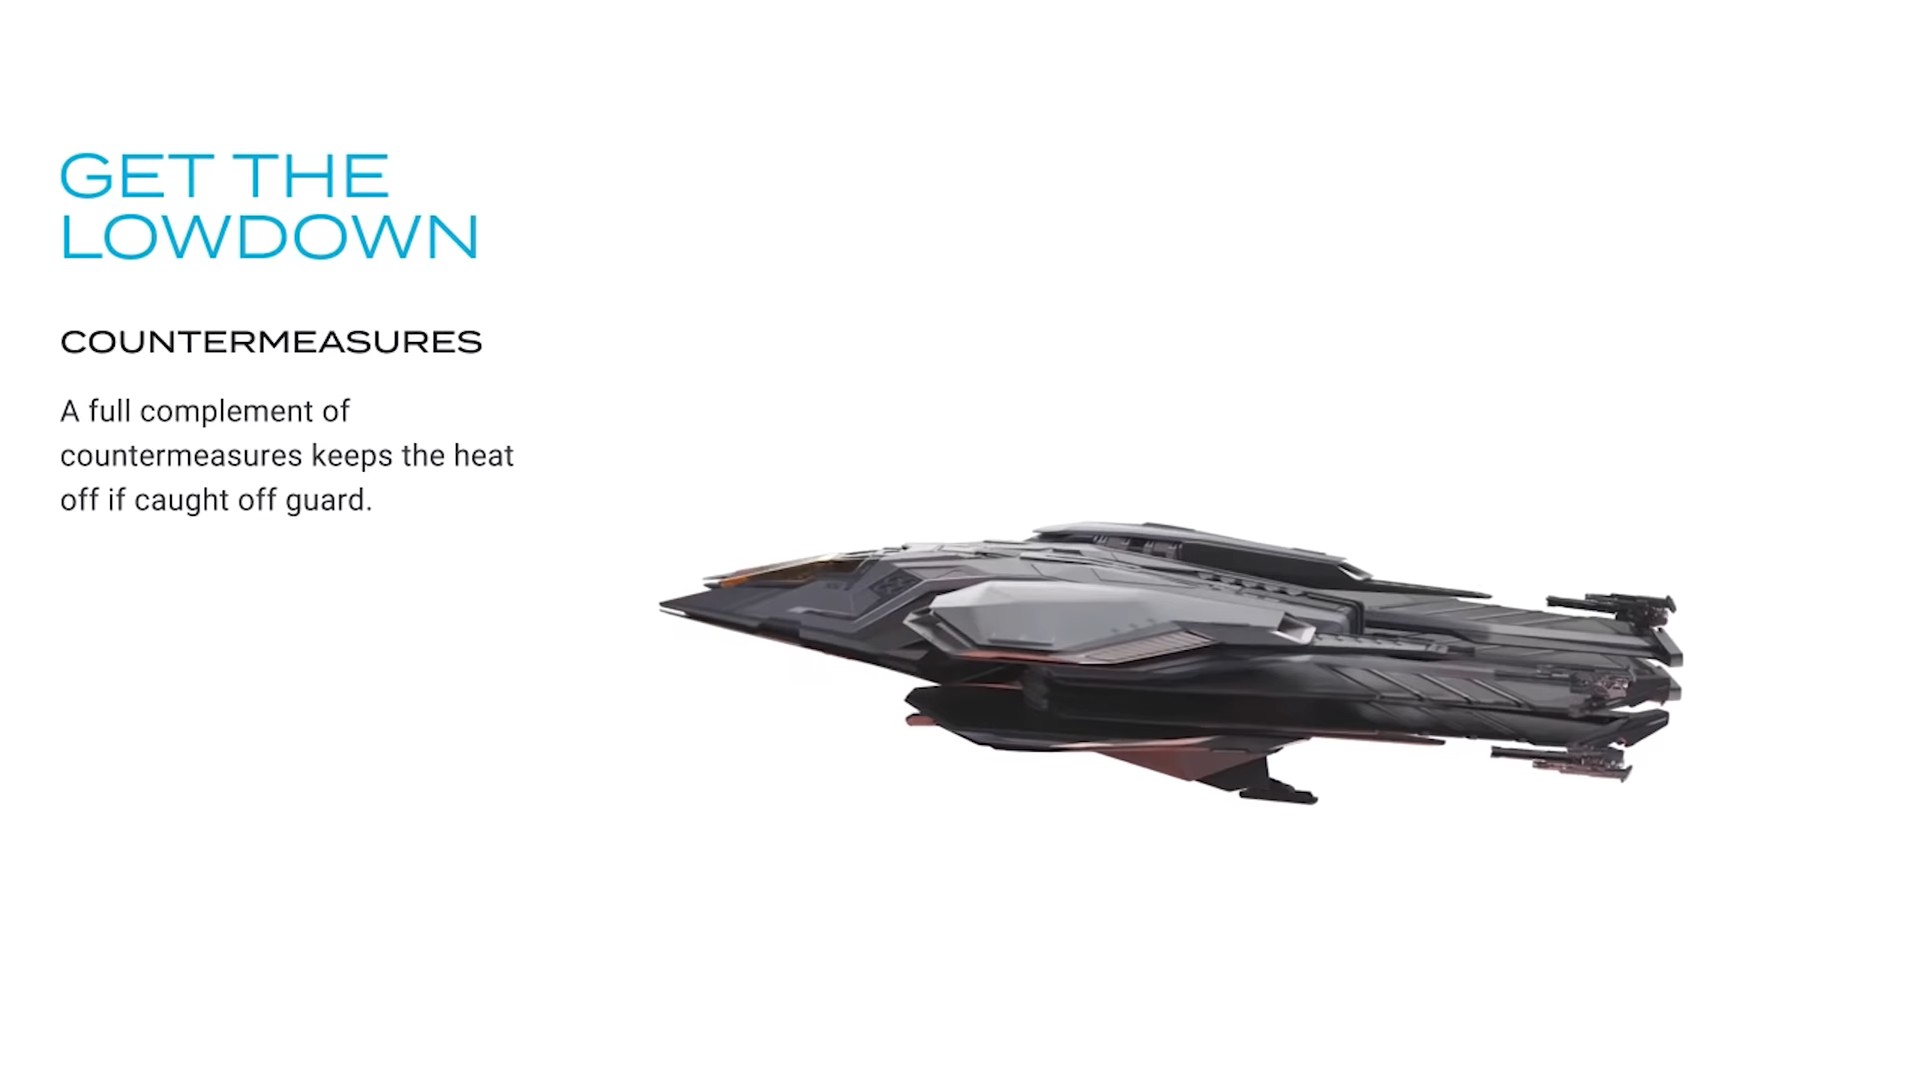 GET THE
LOWDOWN
COUNTERMEASURES
A full complement of
countermeasures keeps the heat
off if caught off guard.